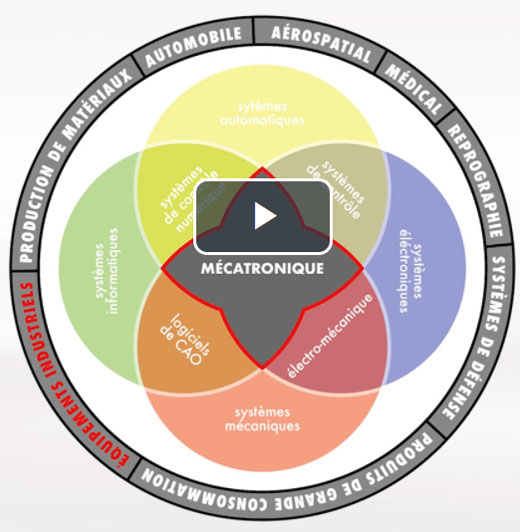 AUTOMOBILE
AÉROSPATIAL
MÉDICAL
REPROGRAPHIE
SYSTÈMES DE DÉFENSE
PRODUITS DE GRANDE CONSOMMATION
ÉQUIPEMENTS INDUSTRIELS
PRODUCTION DE MATÉRIAUX
sytèmes
automatiques
systèmes
de contrôle
numérique
systèmes
de contrôle
systèmes
informatiques
systèmes
éléctroniques
MÉCATRONIQUE
logiciels
de CAO
électro-mécanique
systèmes
mécaniques